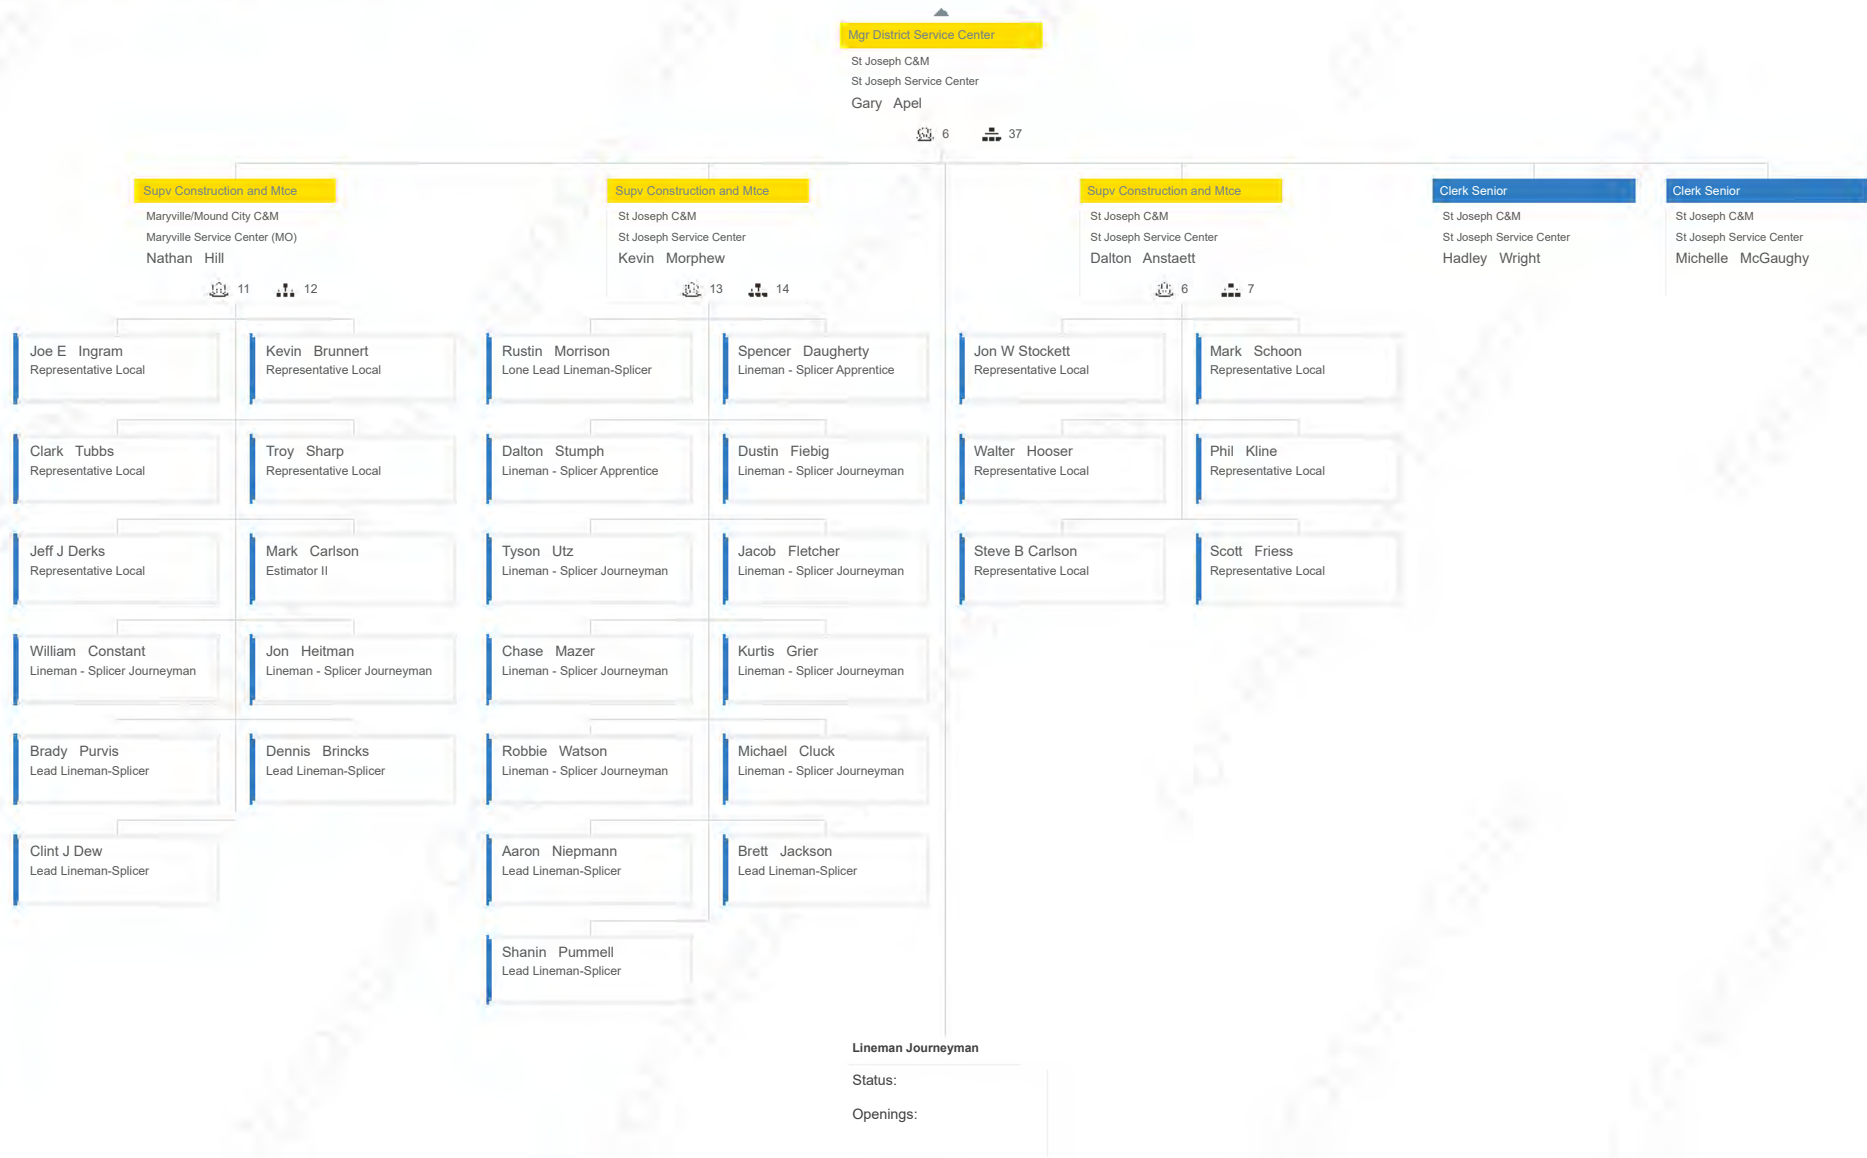 Mgr District Service Center
St Joseph C&M
St Joseph Service Center
Gary Apel
6 37
Supv Construction and Mtce
Maryville/Mound City C&M
Maryville Service Center (MO)
Nathan Hill
11 12
Supv Construction and Mtce
St Joseph C&M
St Joseph Service Center
Kevin Morphew
13 14
Supv Construction and Mtce
St Joseph C&M
St Joseph Service Center
Dalton Anstaett
6 7
Clerk Senior
St Joseph C&M
St Joseph Service Center
Hadley Wright
Clerk Senior
St Joseph C&M
St Joseph Service Center
Michelle McGaughy
Joe E Ingram
Representative Local
Kevin Brunnert
Representative Local
Clark Tubbs
Representative Local
Troy Sharp
Representative Local
Jeff J Derks
Representative Local
Mark Carlson
Estimator II
William Constant
Lineman - Splicer Journeyman
Jon Heitman
Lineman - Splicer Journeyman
Brady Purvis
Lead Lineman-Splicer
Dennis Brincks
Lead Lineman-Splicer
Clint J Dew
Lead Lineman-Splicer
Rustin Morrison
Lone Lead Lineman-Splicer
Spencer Daugherty
Lineman - Splicer Apprentice
Dalton Stumph
Lineman - Splicer Apprentice
Dustin Fiebig
Lineman - Splicer Journeyman
Tyson Utz
Lineman - Splicer Journeyman
Jacob Fletcher
Lineman - Splicer Journeyman
Chase Mazer
Lineman - Splicer Journeyman
Kurtis Grier
Lineman - Splicer Journeyman
Robbie Watson
Lineman - Splicer Journeyman
Michael Cluck
Lineman - Splicer Journeyman
Aaron Niepmann
Lead Lineman-Splicer
Brett Jackson
Lead Lineman-Splicer
Shanin Pummell
Lead Lineman-Splicer
Jon W Stockett
Representative Local
Mark Schoon
Representative Local
Walter Hooser
Representative Local
Phil Kline
Representative Local
Steve B Carlson
Representative Local
Scott Friess
Representative Local
Lineman Journeyman
Status:
Openings: